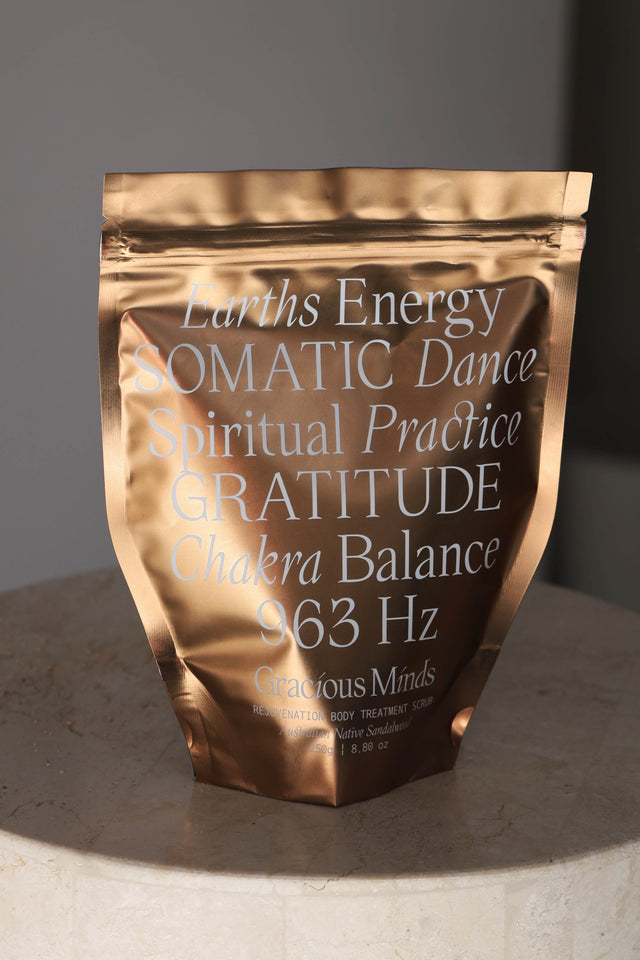 Earths Energy
SOMATIC Dance
Spiritual Practice
GRATITUDE
Chakra Balance
963 Hz
Gracious Minds
REJUVENATION BODY TREATMENT SCRUB
Australian Native Sandalwood
250g | 8.80 oz